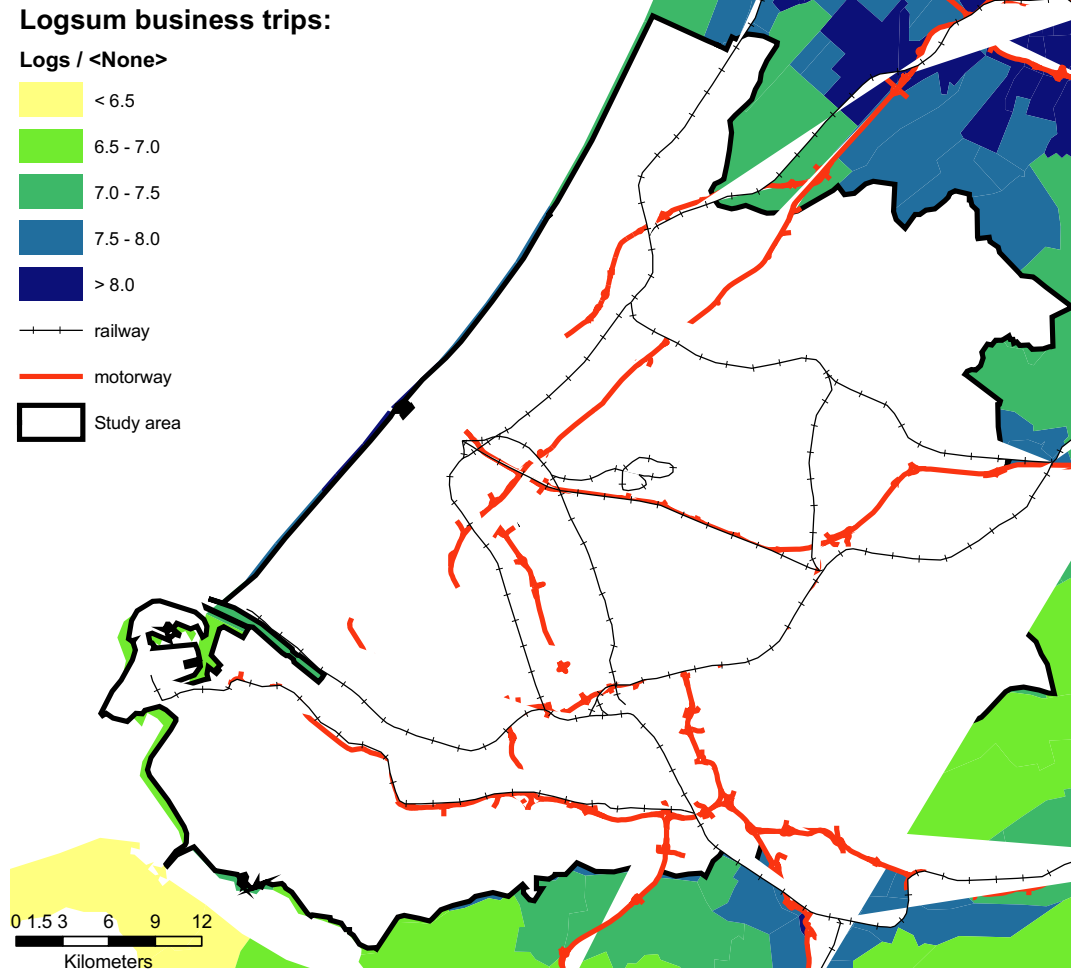 Logsum business trips:
Logs / <None>
< 6.5
6.5 - 7.0
7.0 - 7.5
7.5 - 8.0
> 8.0
railway
motorway
Study area
0 1.5 3 6 9 12
Kilometers